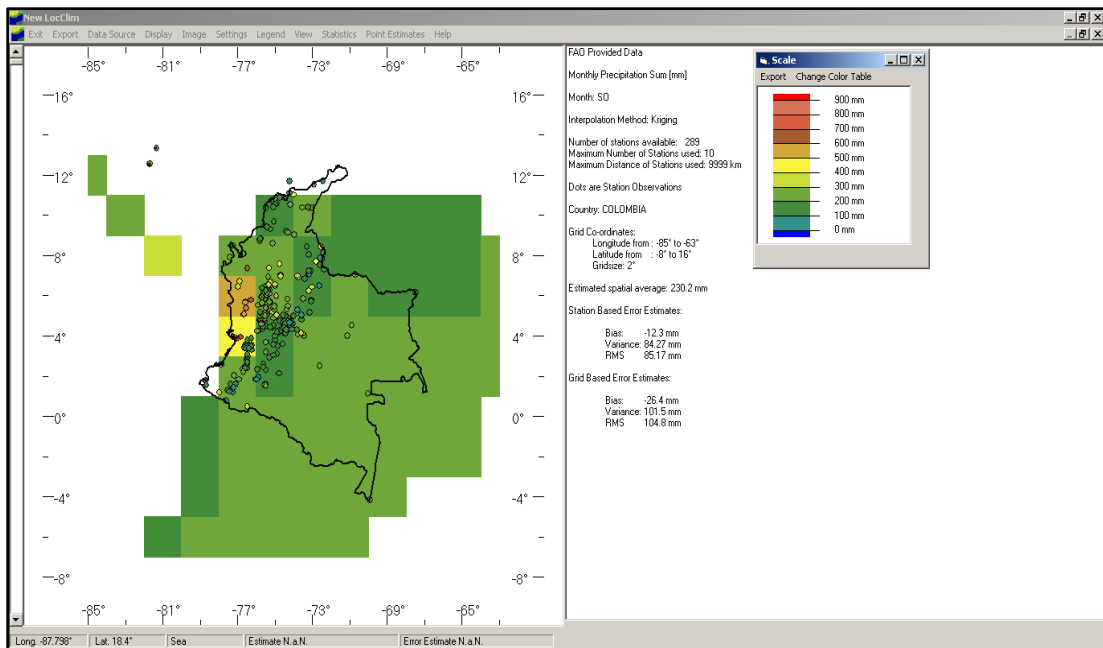 New LocClim
Exit Export Data Source Display Image Settings Legend View Statistics Point Estimates Help
-85° -81° -77° -73° -69° -65°
16° 16°
12° 12°
8° 8°
4° 4°
0° 0°
-4° -4°
-8° -8°
-85° -81° -77° -73° -69° -65°
FAO Provided Data
Monthly Precipitation Sum [mm]
Month: SO
Interpolation Method: Kriging
Number of stations available: 289
Maximum Number of Stations used: 10
Maximum Distance of Stations used: 9999 km
Dots are Station Observations
Country: COLOMBIA
Grid Co-ordinates:
Longitude from : -85° to -63°
Latitude from : -8° to 16°
Gridsize: 2°
Estimated spatial average: 230.2 mm
Station Based Error Estimates:
Bias: -12.3 mm
Variance: 84.27 mm
RMS 85.17 mm
Grid Based Error Estimates:
Bias: -26.4 mm
Variance: 101.5 mm
RMS 104.8 mm
Scale
Export Change Color Table
900 mm
800 mm
700 mm
600 mm
500 mm
400 mm
300 mm
200 mm
100 mm
0 mm
Long. -87.798° Lat. 18.4° Sea Estimate N.a.N. Error Estimate N.a.N.